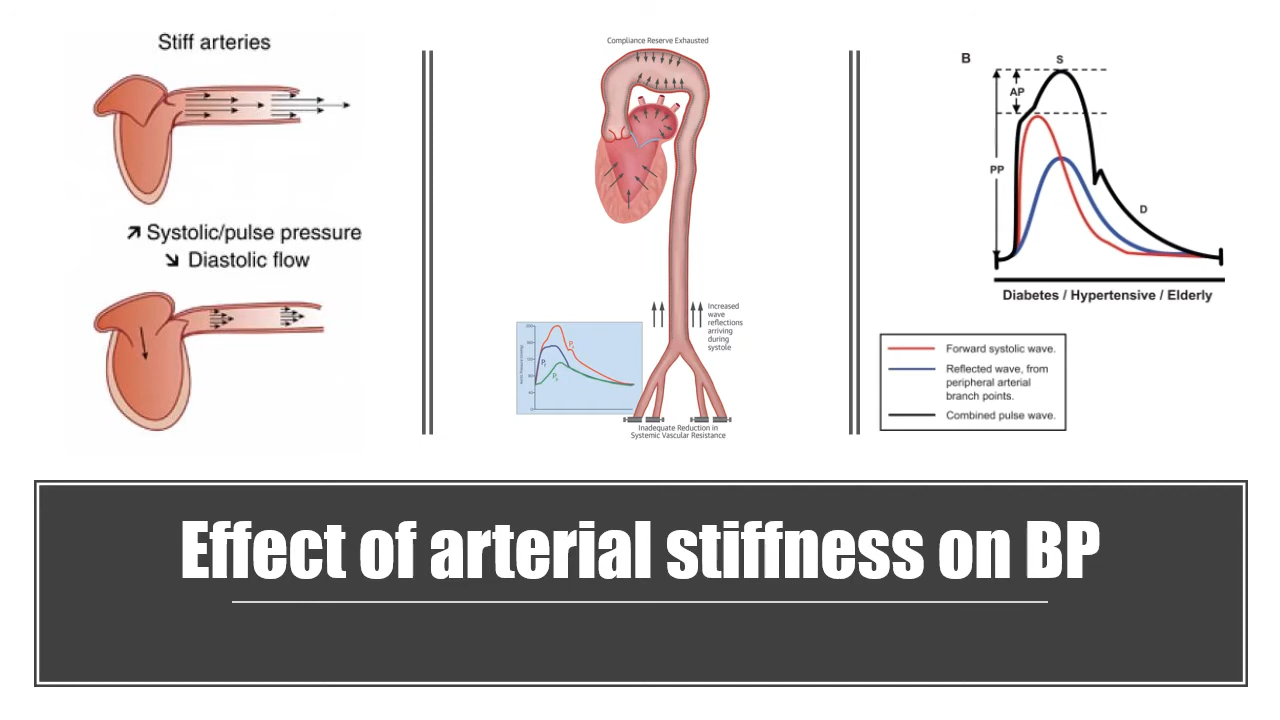 Stiff arteries
↗ Systolic/pulse pressure
↘ Diastolic flow
Compliance Reserve Exhausted
Increased
wave
reflections
arriving
during
systole
Inadequate Reduction in
Systemic Vascular Resistance
B
S
AP
PP
D
Diabetes / Hypertensive / Elderly
Forward systolic wave.
Reflected wave, from
peripheral arterial
branch points.
Combined pulse wave.
Effect of arterial stiffness on BP